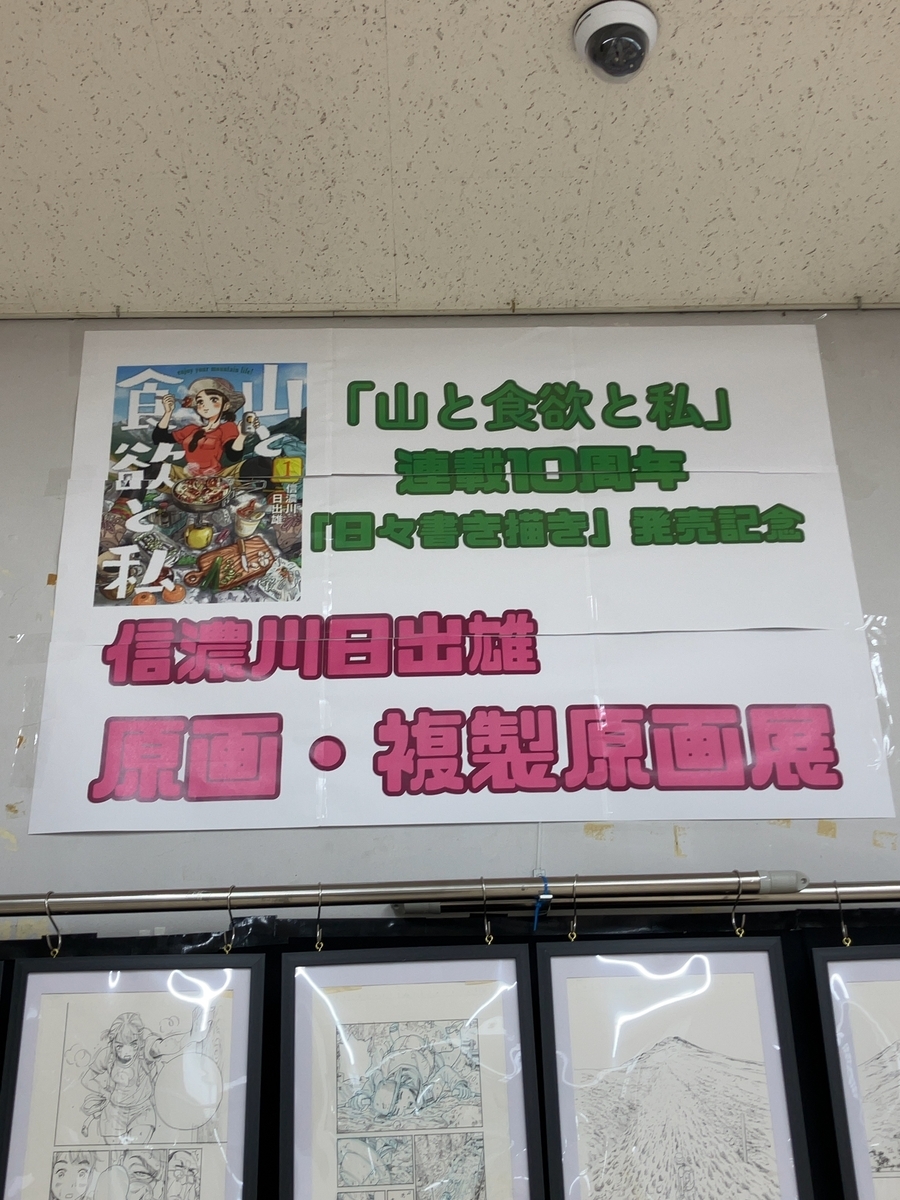 enjoy your mountain life!
山と
食欲と私
1
信濃川
日出雄
「山と食欲と私」
連載10周年
「日々書き描き」発売記念
信濃川日出雄
原画・複製原画展